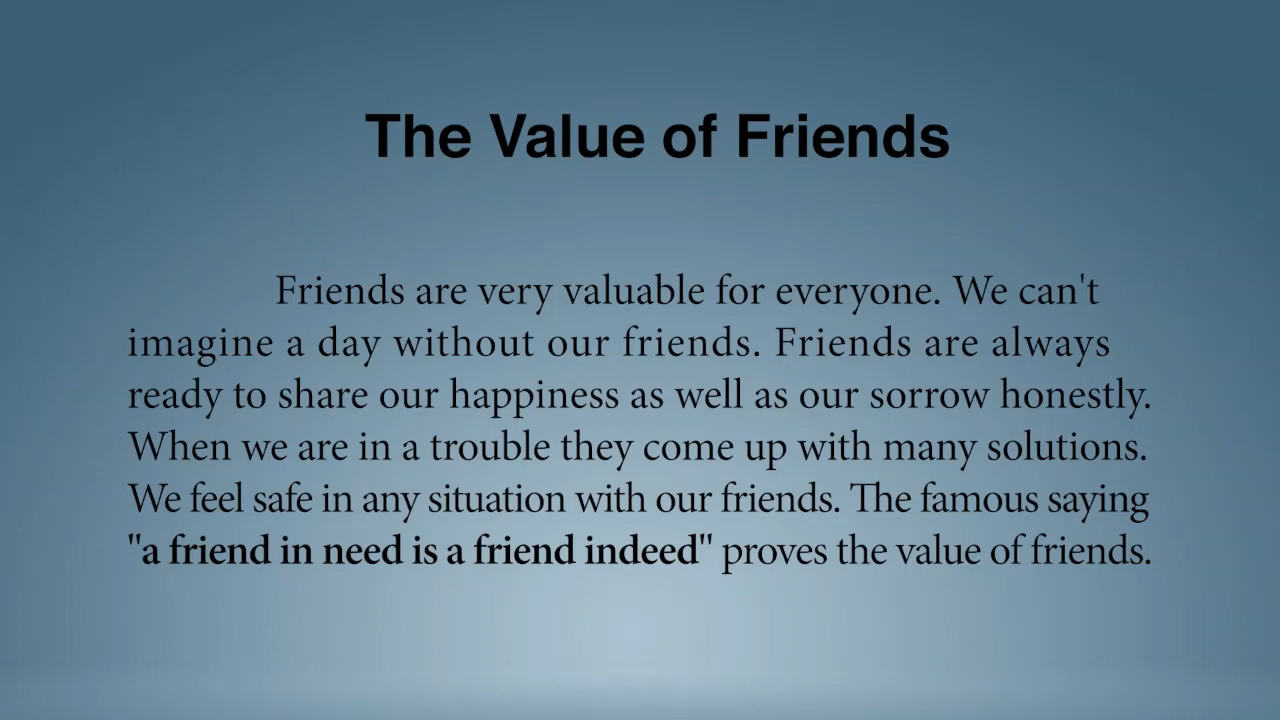 The Value of Friends
Friends are very valuable for everyone. We can't
imagine a day without our friends. Friends are always
ready to share our happiness as well as our sorrow honestly.
When we are in a trouble they come up with many solutions.
We feel safe in any situation with our friends. The famous saying
"a friend in need is a friend indeed" proves the value of friends.